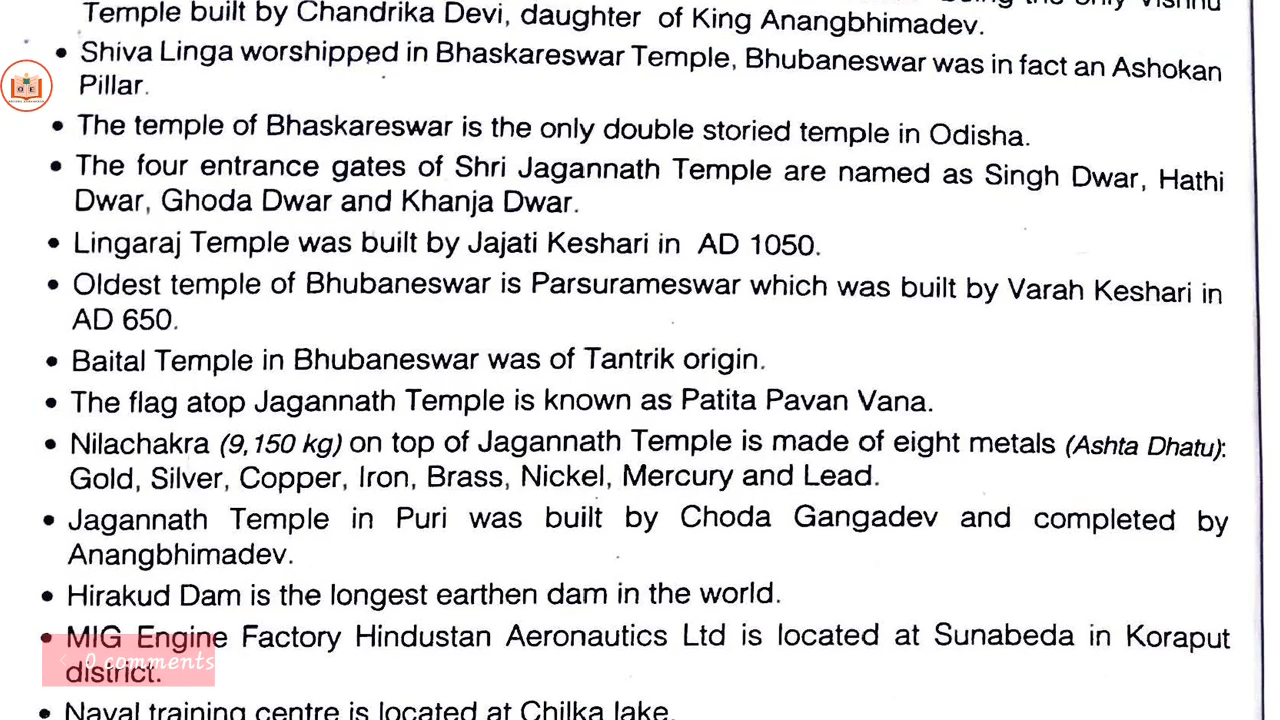 Temple built by Chandrika Devi, daughter of King Anangbhimadev.
• Shiva Linga worshipped in Bhaskareswar Temple, Bhubaneswar was in fact an Ashokan
Pillar.
• The temple of Bhaskareswar is the only double storied temple in Odisha.
• The four entrance gates of Shri Jagannath Temple are named as Singh Dwar, Hathi
Dwar, Ghoda Dwar and Khanja Dwar.
• Lingaraj Temple was built by Jajati Keshari in AD 1050.
• Oldest temple of Bhubaneswar is Parsurameswar which was built by Varah Keshari in
AD 650.
• Baital Temple in Bhubaneswar was of Tantrik origin.
• The flag atop Jagannath Temple is known as Patita Pavan Vana.
• Nilachakra (9,150 kg) on top of Jagannath Temple is made of eight metals (Ashta Dhatu):
Gold, Silver, Copper, Iron, Brass, Nickel, Mercury and Lead.
• Jagannath Temple in Puri was built by Choda Gangadev and completed by
Anangbhimadev.
• Hirakud Dam is the longest earthen dam in the world.
• MIG Engine Factory Hindustan Aeronautics Ltd is located at Sunabeda in Koraput
district.
0 comments
• Naval training centre is located at Chilka lake.
O E